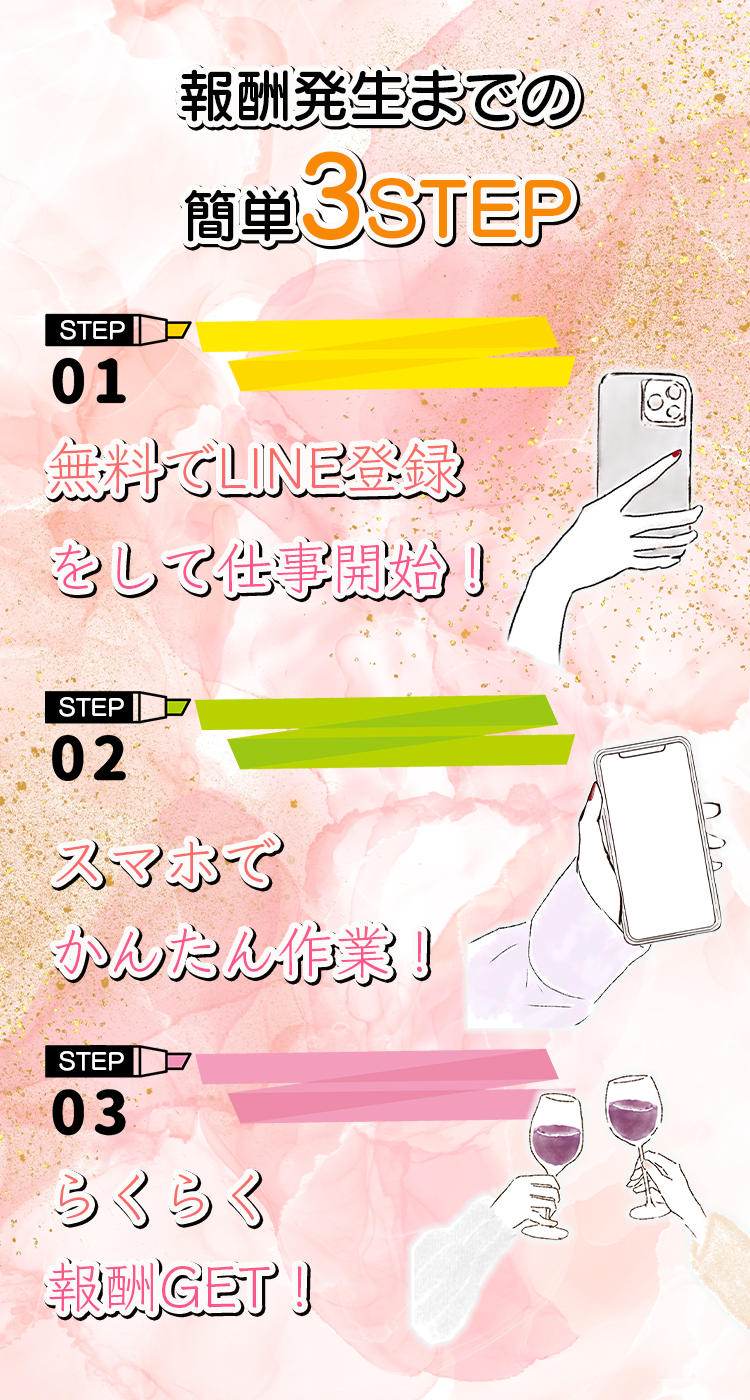 報酬発生までの
簡単3STEP
STEP
01
無料でLINE登録
をして仕事開始！
STEP
02
スマホで
かんたん作業！
STEP
03
らくらく
報酬GET！